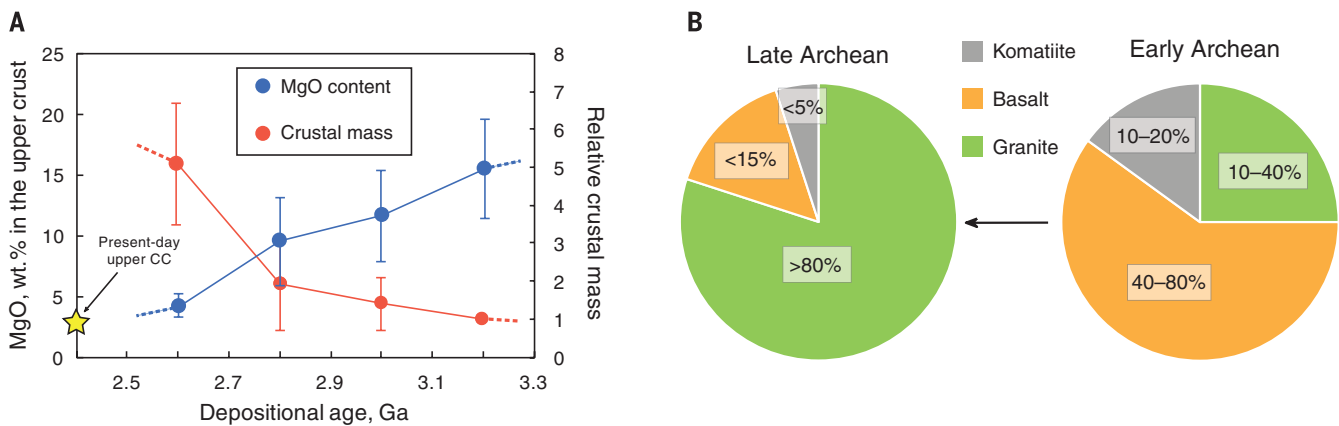 A
MgO, wt.% in the upper crust
25
20
15
10
5
0
MgO content
Crustal mass
Present-day
upper CC
8
7
6
5
4
3
2
1
0
Relative crustal mass
2.5 2.7 2.9 3.1 3.3
Depositional age, Ga
B
Late Archean
<5%
<15%
>80%
Komatiite
Basalt
Granite
Early Archean
10–20%
10–40%
40–80%